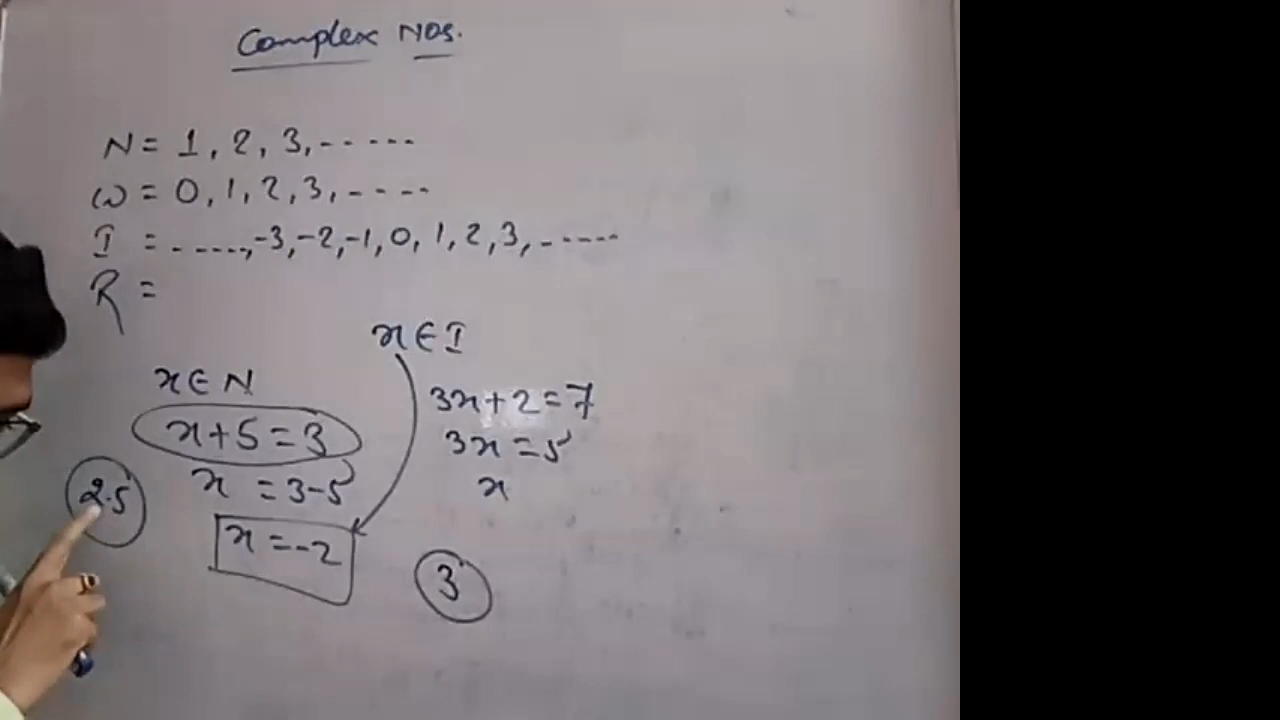 Complex Nos.
N = 1, 2, 3, -----
W = 0, 1, 2, 3, ----
I = -----, -3, -2, -1, 0, 1, 2, 3, -----
R =
x ∈ I
x ∈ N
3x + 2 = 7
x + 5 = 3
3x = 5
2.5
x = 3 - 5
x
x = -2
3